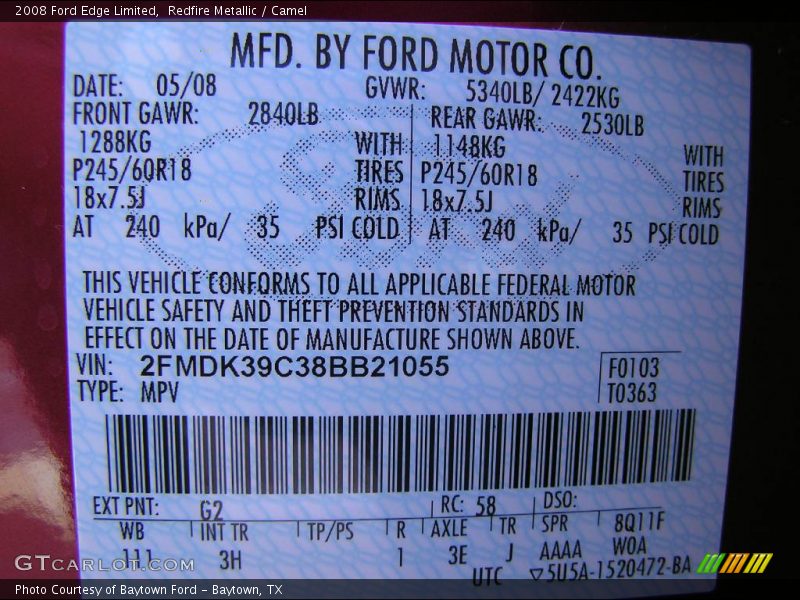 2008 Ford Edge Limited,  Redfire Metallic / Camel
MFD. BY FORD MOTOR CO.
DATE: 05/08 GVWR: 5340LB/ 2422KG
FRONT GAWR: 2840LB REAR GAWR: 2530LB
1288KG WITH 1148KG WITH
P245/60R18 TIRES P245/60R18 TIRES
18x7.5J RIMS 18x7.5J RIMS
AT 240 kPa/ 35 PSI COLD AT 240 kPa/ 35 PSI COLD
THIS VEHICLE CONFORMS TO ALL APPLICABLE FEDERAL MOTOR
VEHICLE SAFETY AND THEFT PREVENTION STANDARDS IN
EFFECT ON THE DATE OF MANUFACTURE SHOWN ABOVE.
VIN: 2FMDK39C38BB21055 F0103
TYPE: MPV T0363
EXT PNT: G2 RC: 58 DSO:
WB INT TR TP/PS R AXLE TR SPR 8Q11F
111 3H 1 3E J AAAA W0A
UTC ▽5U5A-1520472-BA
GTCARLOT.COM
Photo Courtesy of Baytown Ford - Baytown, TX